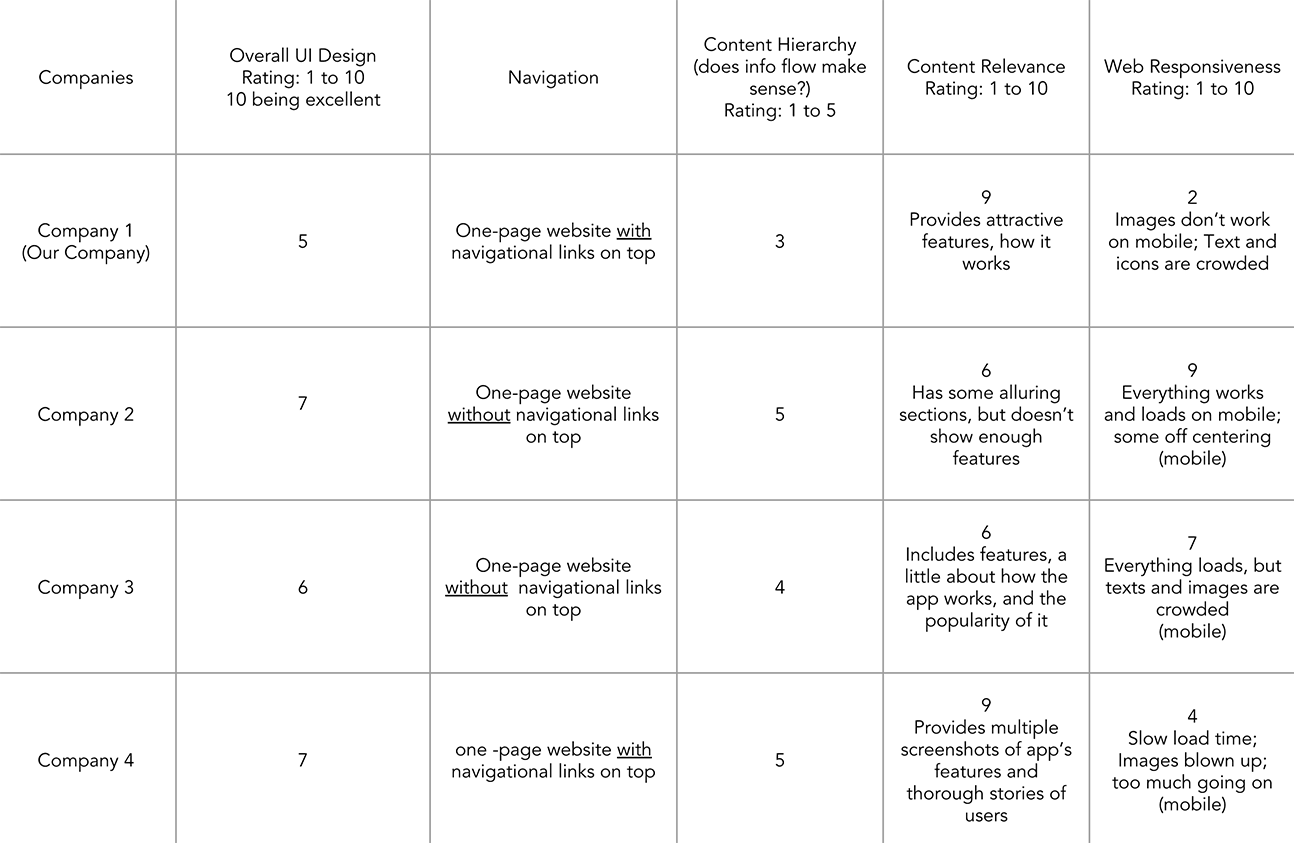 Companies
Overall UI Design
Rating: 1 to 10
10 being excellent
Navigation
Content Hierarchy
(does info flow make
sense?)
Rating: 1 to 5
Content Relevance
Rating: 1 to 10
Web Responsiveness
Rating: 1 to 10
Company 1
(Our Company)
5
One-page website with
navigational links on top
3
9
Provides attractive
features, how it
works
2
Images don’t work
on mobile; Text and
icons are crowded
Company 2
7
One-page website
without navigational links
on top
5
6
Has some alluring
sections, but doesn’t
show enough
features
9
Everything works
and loads on mobile;
some off centering
(mobile)
Company 3
6
One-page website
without navigational links
on top
4
6
Includes features, a
little about how the
app works, and the
popularity of it
7
Everything loads, but
texts and images are
crowded
(mobile)
Company 4
7
one -page website with
navigational links on top
5
9
Provides multiple
screenshots of app’s
features and
thorough stories of
users
4
Slow load time;
Images blown up;
too much going on
(mobile)